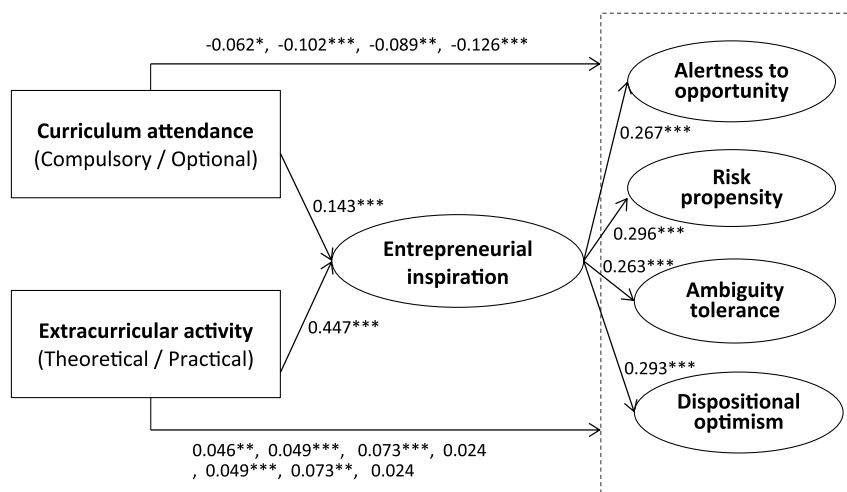 -0.062*, -0.102***, -0.089**, -0.126***
Alertness to
opportunity
Curriculum attendance
(Compulsory / Optional)
0.267***
Risk
propensity
0.143***
0.296***
Entrepreneurial
inspiration
0.263***
Ambiguity
tolerance
Extracurricular activity
(Theoretical / Practical)
0.447***
0.293***
Dispositional
optimism
0.046**, 0.049***, 0.073***, 0.024
, 0.049***, 0.073**, 0.024